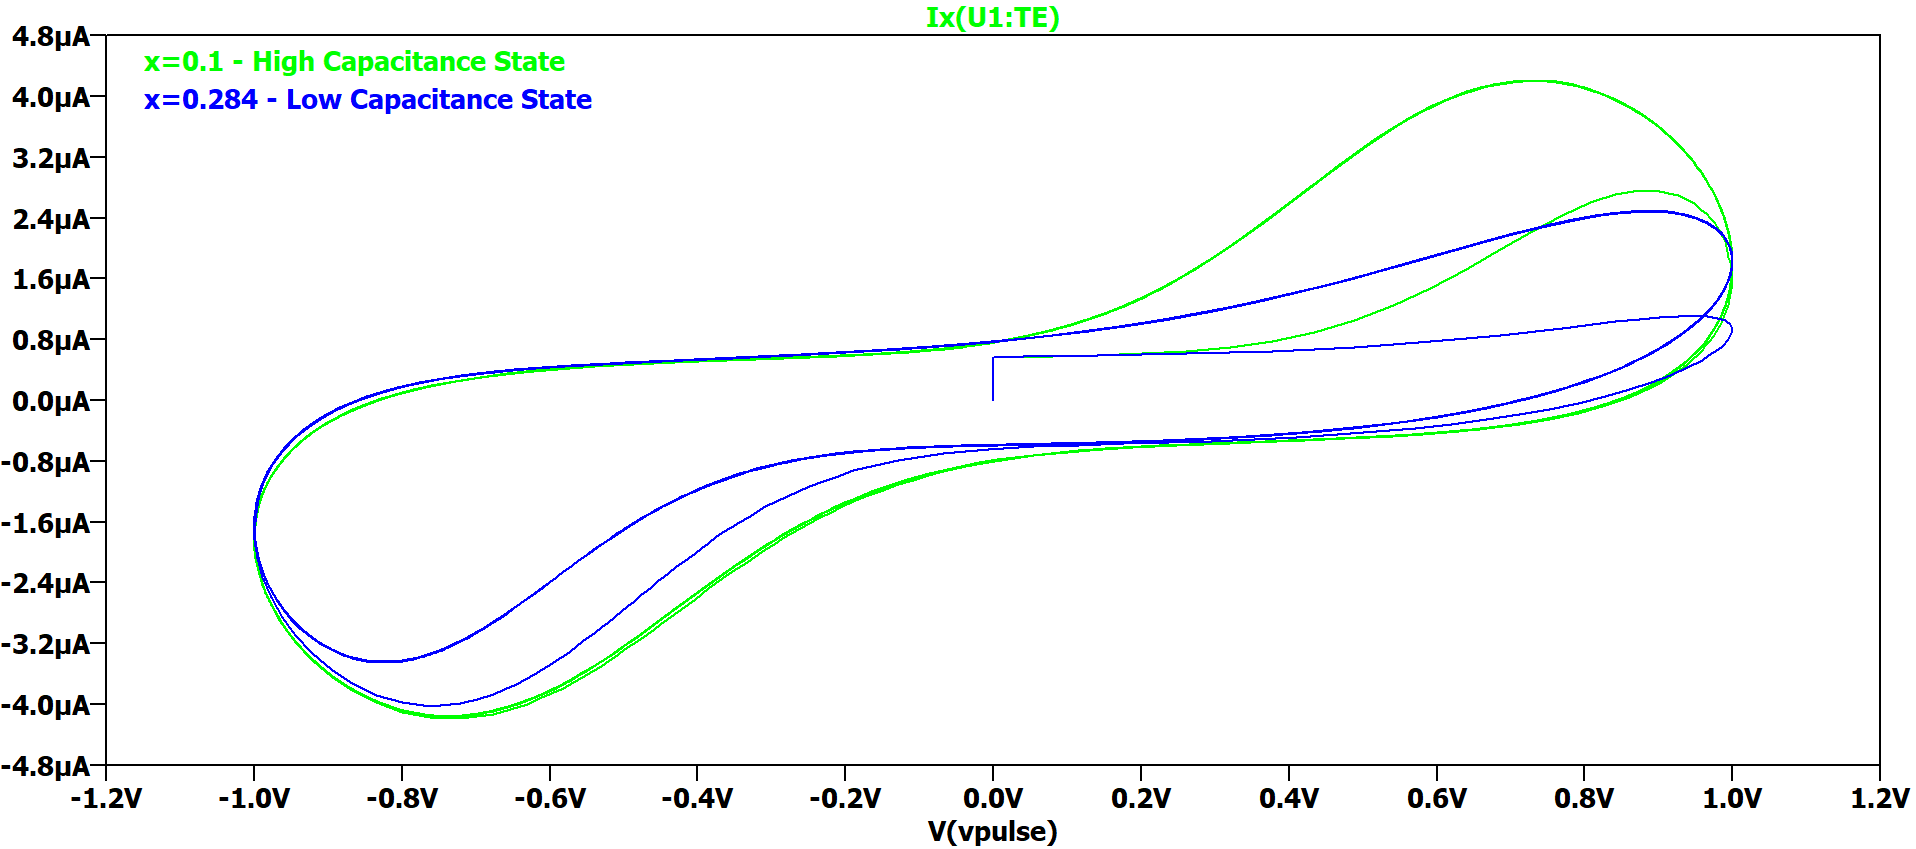 Ix(U1:TE)
4.8µA
x=0.1 - High Capacitance State
x=0.284 - Low Capacitance State
4.0µA
3.2µA
2.4µA
1.6µA
0.8µA
0.0µA
-0.8µA
-1.6µA
-2.4µA
-3.2µA
-4.0µA
-4.8µA
-1.2V -1.0V -0.8V -0.6V -0.4V -0.2V 0.0V 0.2V 0.4V 0.6V 0.8V 1.0V 1.2V
V(vpulse)